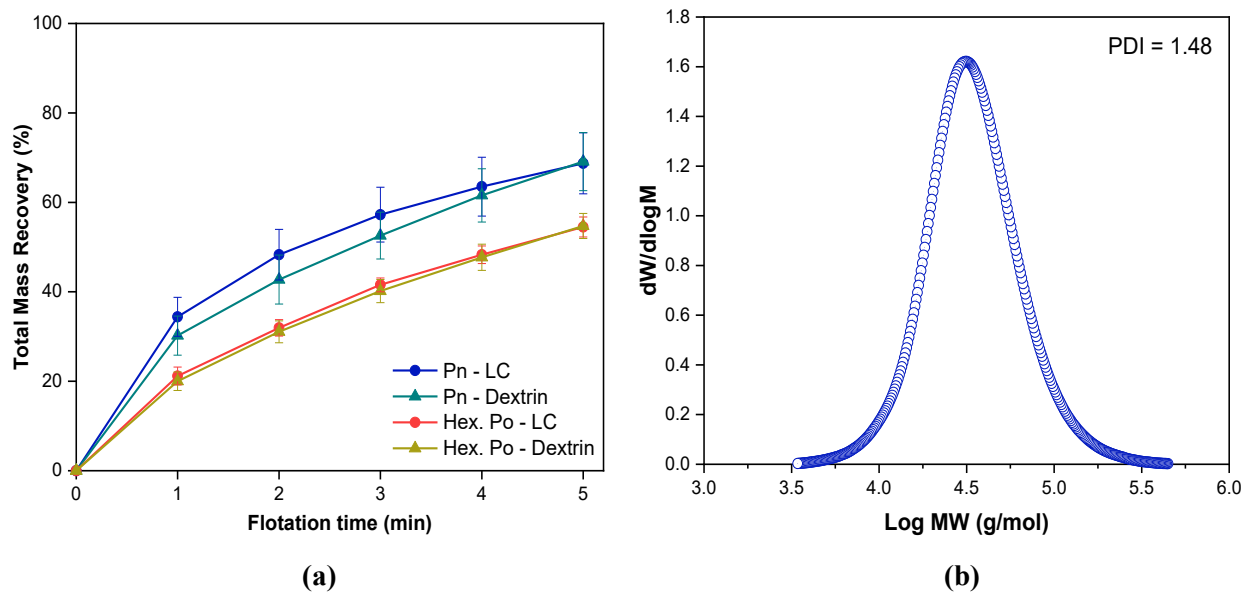 100
80
60
40
20
0
Total Mass Recovery (%)
Pn - LC
Pn - Dextrin
Hex. Po - LC
Hex. Po - Dextrin
0 1 2 3 4 5
Flotation time (min)
(a)
PDI = 1.48
1.8
1.6
1.4
1.2
1.0
0.8
0.6
0.4
0.2
0.0
dW/dlogM
3.0 3.5 4.0 4.5 5.0 5.5 6.0
Log MW (g/mol)
(b)